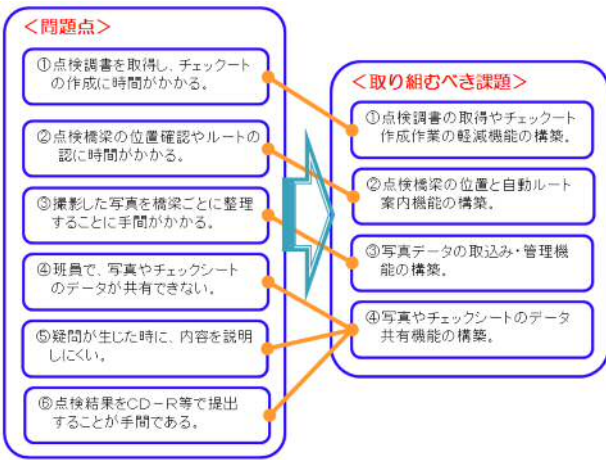 <問題点>
①点検調書を取得し、チェックート
の作成に時間がかかる。
②点検橋梁の位置確認やルートの
認に時間がかかる。
③撮影した写真を橋梁ごとに整理
することに手間がかかる。
④班員で、写真やチェックシート
のデータが共有できない。
⑤疑問が生じた時に、内容を説明
しにくい。
⑥点検結果をCD-R等で提出
することが手間である。
<取り組むべき課題>
①点検調書の取得やチェックート
作成作業の軽減機能の構築。
②点検橋梁の位置と自動ルート
案内機能の構築。
③写真データの取込み・管理機
能の構築。
④写真やチェックシートのデータ
共有機能の構築。